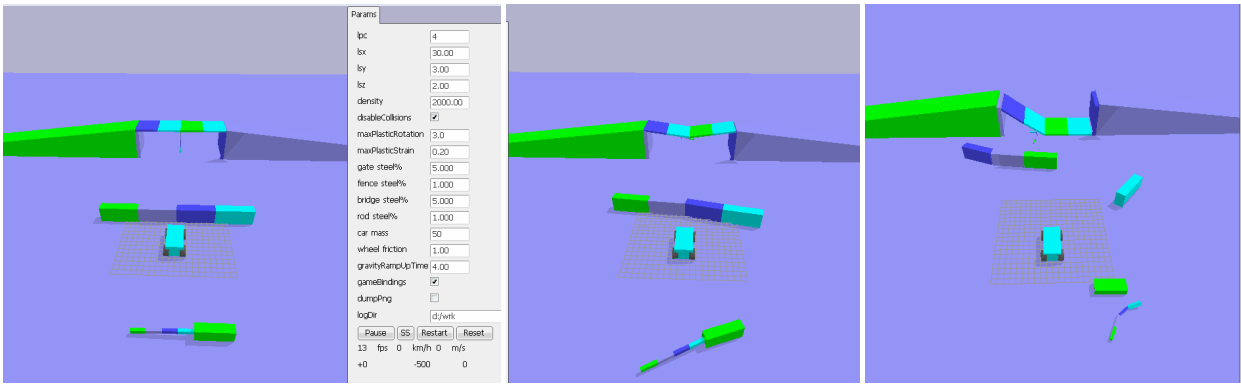 Params
lpc 4
lsx 30.00
lsy 3.00
lsz 2.00
density 2000.00
disableCollisions
maxPlasticRotation 3.0
maxPlasticStrain 0.20
gate steel% 5.000
fence steel% 1.000
bridge steel% 5.000
rod steel% 1.000
car mass 50
wheel friction 1.00
gravityRampUpTime 4.00
gameBindings
dumpPng
logDir d:/wrk
Pause SS Restart Reset
13 fps 0 km/h 0 m/s
+0 -500 0